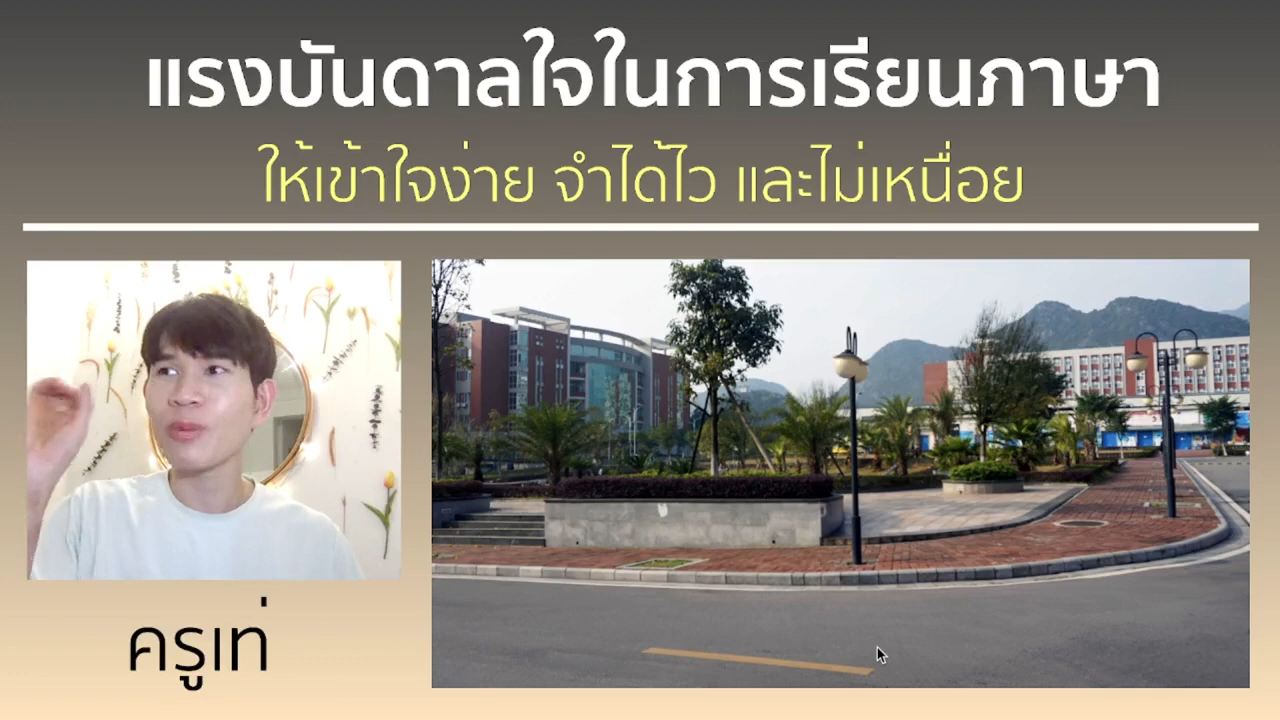 แรงบันดาลใจในการเรียนภาษา
ให้เข้าใจง่าย จำได้ไว และไม่เหนื่อย
ครูเท่